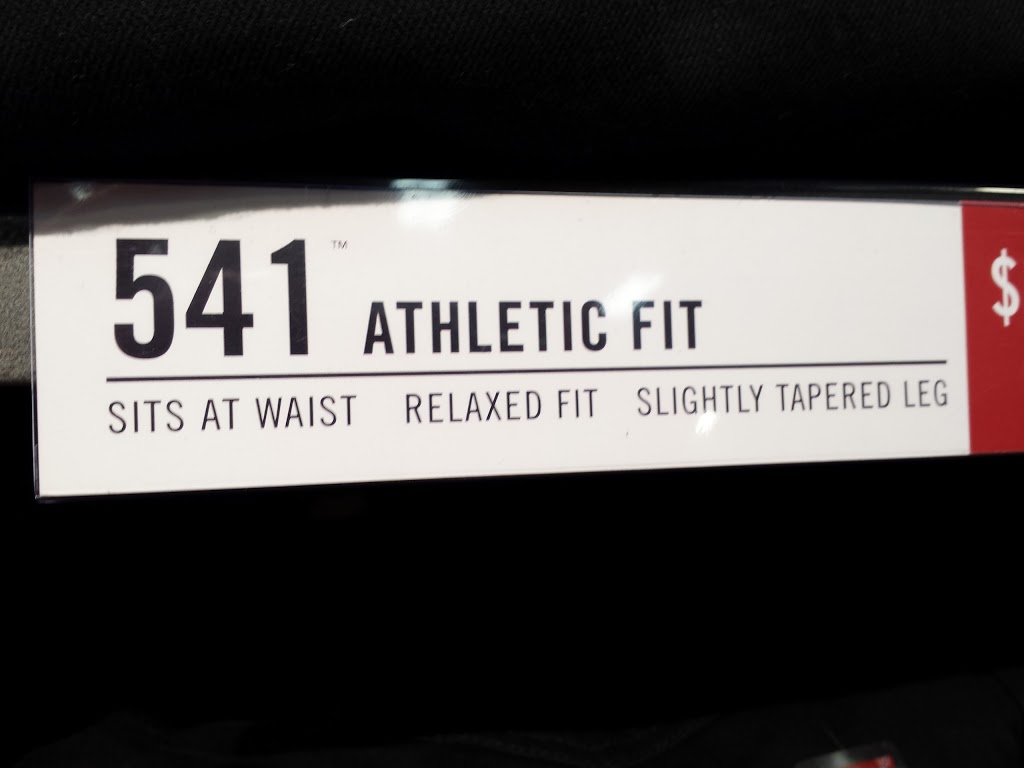 541™ ATHLETIC FIT
SITS AT WAIST RELAXED FIT SLIGHTLY TAPERED LEG
$